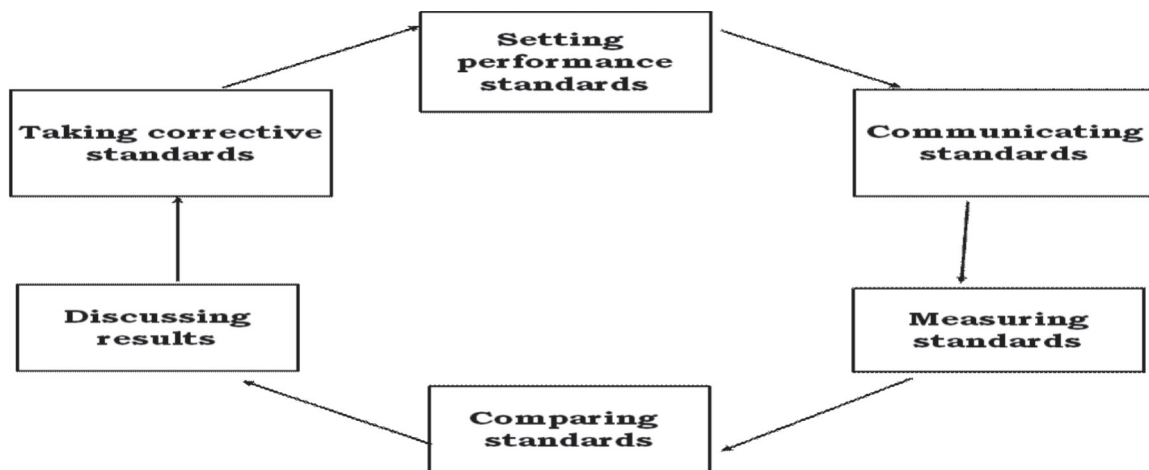 Setting
performance
standards
Communicating
standards
Measuring
standards
Comparing
standards
Discussing
results
Taking corrective
standards